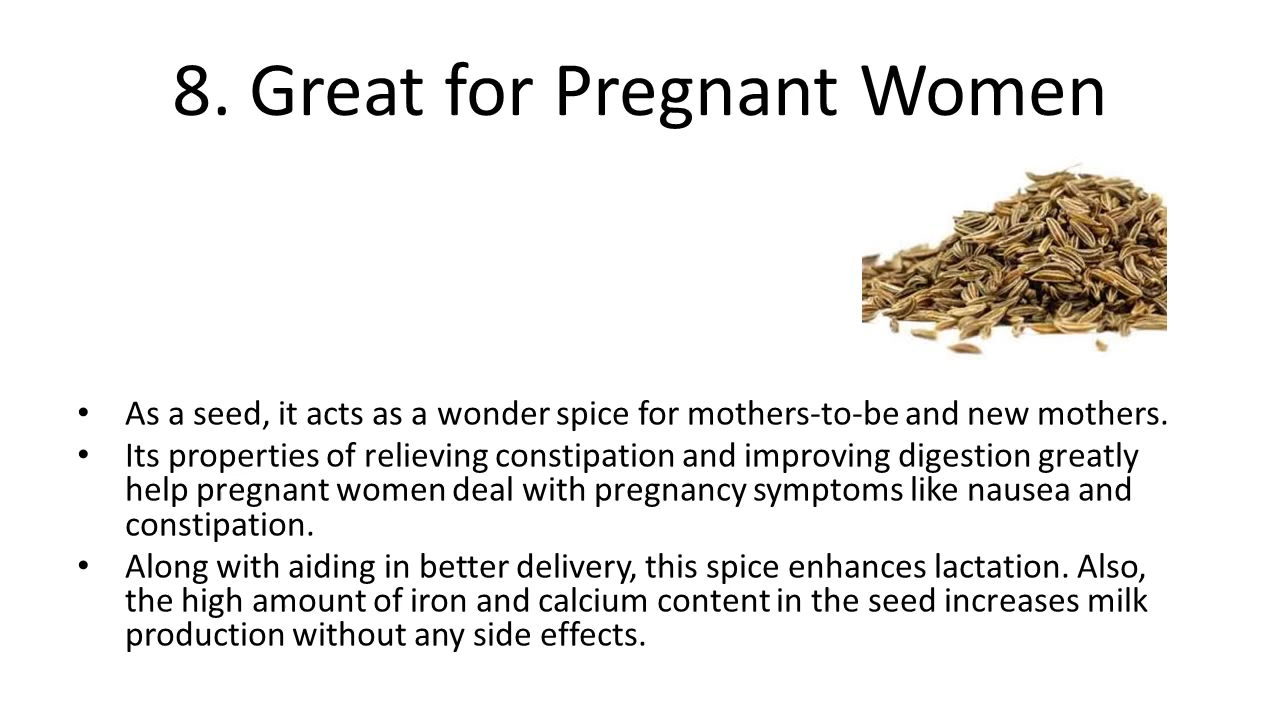 8. Great for Pregnant Women
• As a seed, it acts as a wonder spice for mothers-to-be and new mothers.
• Its properties of relieving constipation and improving digestion greatly
help pregnant women deal with pregnancy symptoms like nausea and
constipation.
• Along with aiding in better delivery, this spice enhances lactation. Also,
the high amount of iron and calcium content in the seed increases milk
production without any side effects.